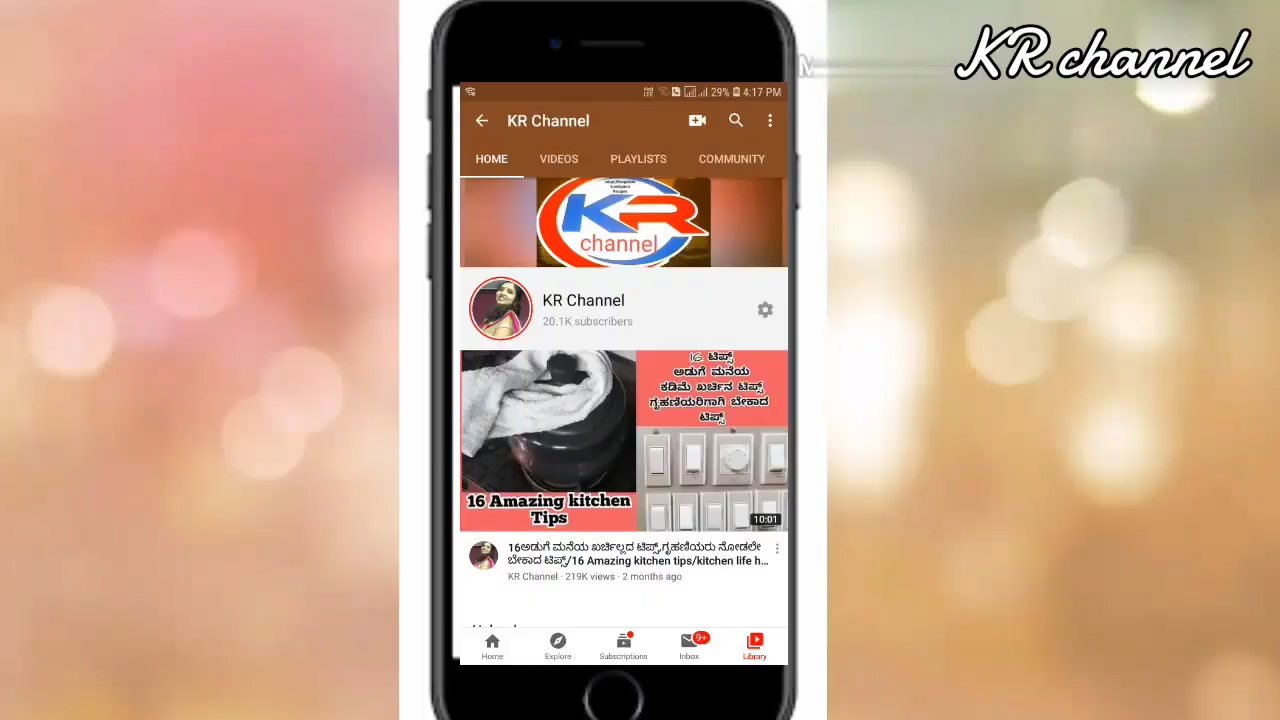 KR channel
M
29% 4:17 PM
KR Channel
HOME VIDEOS PLAYLISTS COMMUNITY
KR
channel
KR Channel
20.1K subscribers
16 ಟಿಪ್ಸ್
ಅಡುಗೆ ಮನೆಯ
ಕಡಿಮೆ ಖರ್ಚಿನ ಟಿಪ್ಸ್
ಗೃಹಣಿಯರಿಗಾಗಿ ಬೇಕಾದ
ಟಿಪ್ಸ್
16 Amazing kitchen
Tips
10:01
16ಅಡುಗೆ ಮನೆಯ ಖರ್ಚಿಲ್ಲದ ಟಿಪ್ಸ್,ಗೃಹಣಿಯರು ನೋಡಲೇ
ಬೇಕಾದ ಟಿಪ್ಸ್/16 Amazing kitchen tips/kitchen life h...
KR Channel · 219K views · 2 months ago
Home Explore Subscriptions 9+ Inbox Library